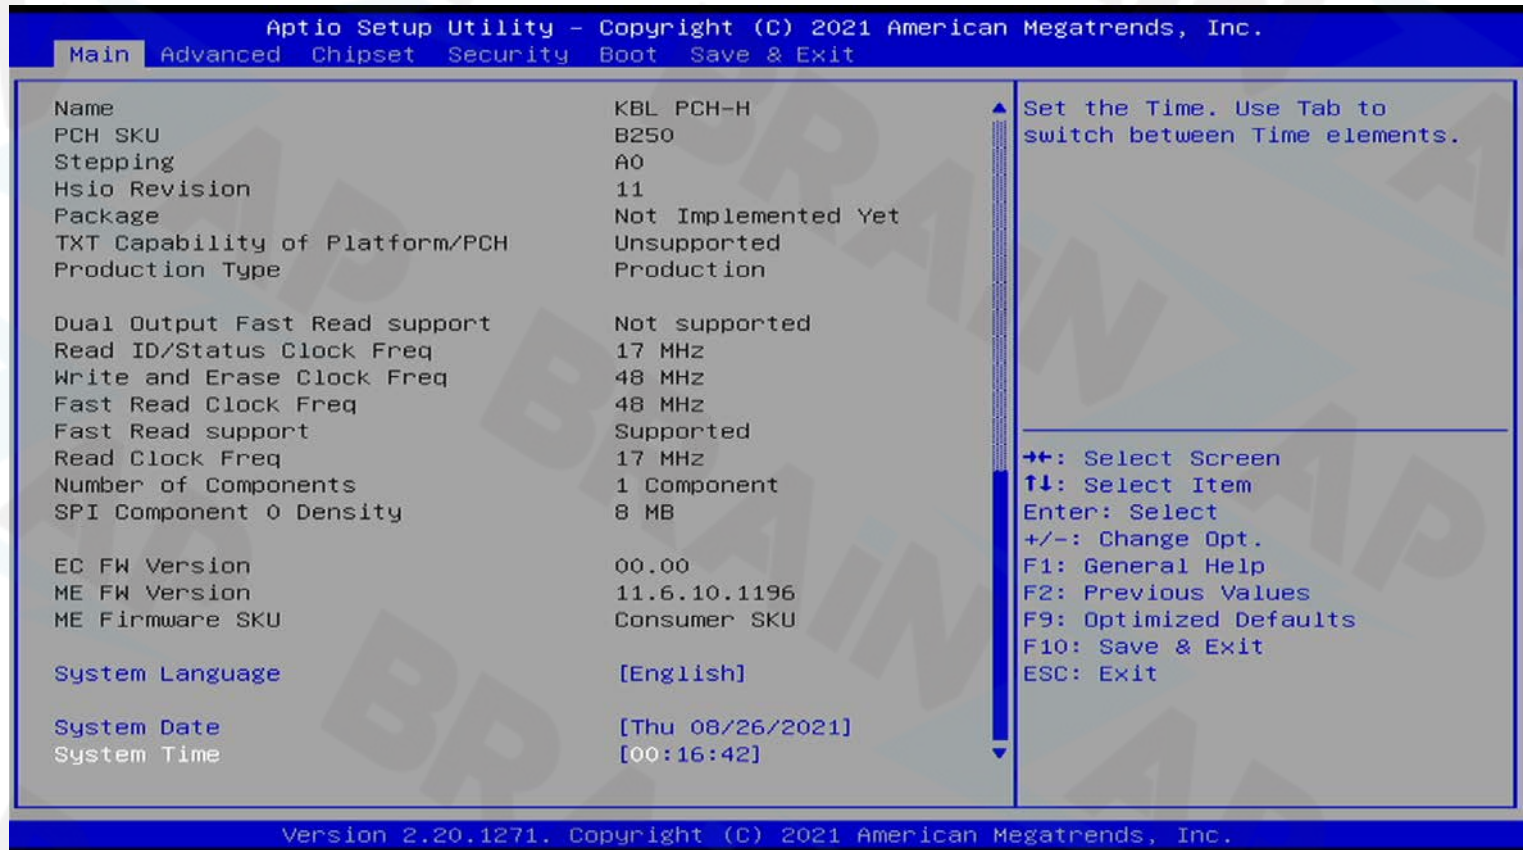 Aptio Setup Utility – Copyright (C) 2021 American Megatrends, Inc.
Main Advanced Chipset Security Boot Save & Exit
Name KBL PCH-H
PCH SKU B250
Stepping A0
Hsio Revision 11
Package Not Implemented Yet
TXT Capability of Platform/PCH Unsupported
Production Type Production
Dual Output Fast Read support Not supported
Read ID/Status Clock Freq 17 MHz
Write and Erase Clock Freq 48 MHz
Fast Read Clock Freq 48 MHz
Fast Read support Supported
Read Clock Freq 17 MHz
Number of Components 1 Component
SPI Component 0 Density 8 MB
EC FW Version 00.00
ME FW Version 11.6.10.1196
ME Firmware SKU Consumer SKU
System Language [English]
System Date [Thu 08/26/2021]
System Time [00:16:42]
Set the Time. Use Tab to
switch between Time elements.
→←: Select Screen
↑↓: Select Item
Enter: Select
+/-: Change Opt.
F1: General Help
F2: Previous Values
F9: Optimized Defaults
F10: Save & Exit
ESC: Exit
Version 2.20.1271. Copyright (C) 2021 American Megatrends, Inc.
BRAiN AP
BRAiN AP
BRAiN AP